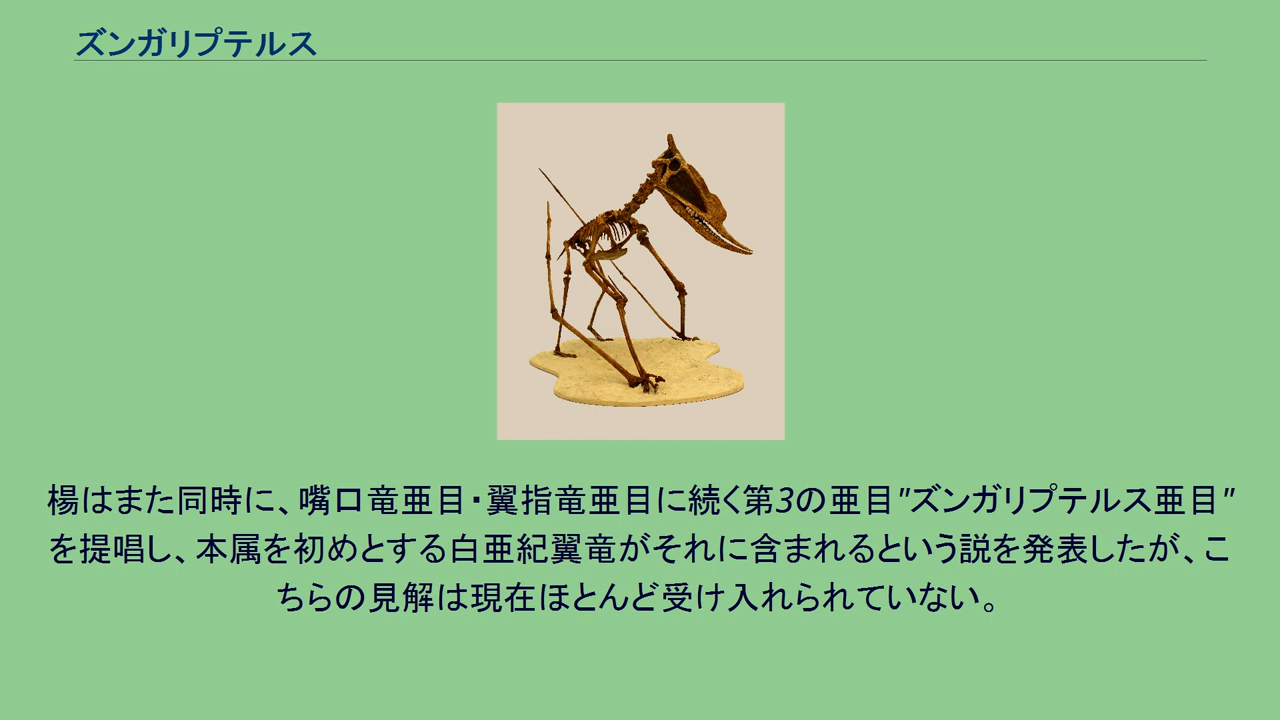 ズンガリプテルス
楊はまた同時に、嘴口竜亜目・翼指竜亜目に続く第3の亜目"ズンガリプテルス亜目"
を提唱し、本属を初めとする白亜紀翼竜がそれに含まれるという説を発表したが、こ
ちらの見解は現在ほとんど受け入れられていない。